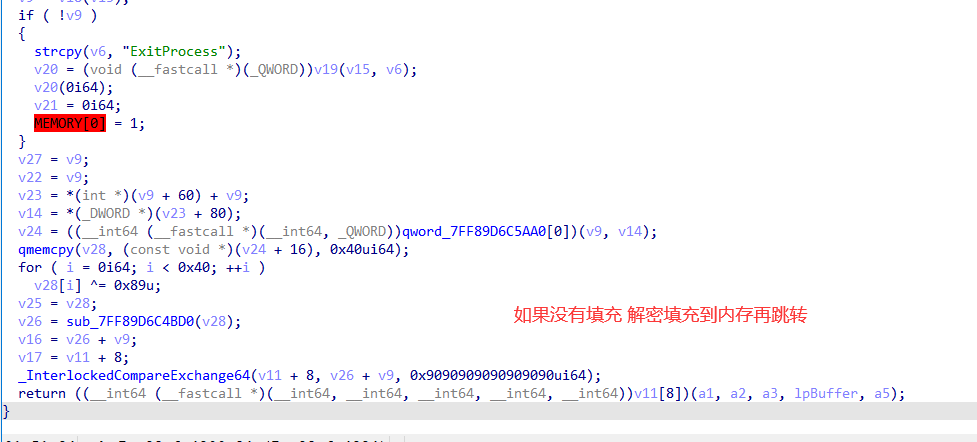 if ( !v9 )
{
strcpy(v6, "ExitProcess");
v20 = (void (__fastcall *)(_QWORD))v19(v15, v6);
v20(0i64);
v21 = 0i64;
MEMORY[0] = 1;
}
v27 = v9;
v22 = v9;
v23 = *(int *)(v9 + 60) + v9;
v14 = *(_DWORD *)(v23 + 80);
v24 = ((__int64 (__fastcall *)(__int64, _QWORD))qword_7FF89D6C5AA0[0])(v9, v14);
qmemcpy(v28, (const void *)(v24 + 16), 0x40ui64);
for ( i = 0i64; i < 0x40; ++i )
v28[i] ^= 0x89u;
v25 = v28;
如果没有填充 解密填充到内存再跳转
v26 = sub_7FF89D6C4BD0(v28);
v16 = v26 + v9;
v17 = v11 + 8;
_InterlockedCompareExchange64(v11 + 8, v26 + v9, 0x9090909090909090ui64);
return ((__int64 (__fastcall *)(__int64, __int64, __int64, __int64, __int64))v11[8])(a1, a2, a3, lpBuffer, a5);
}